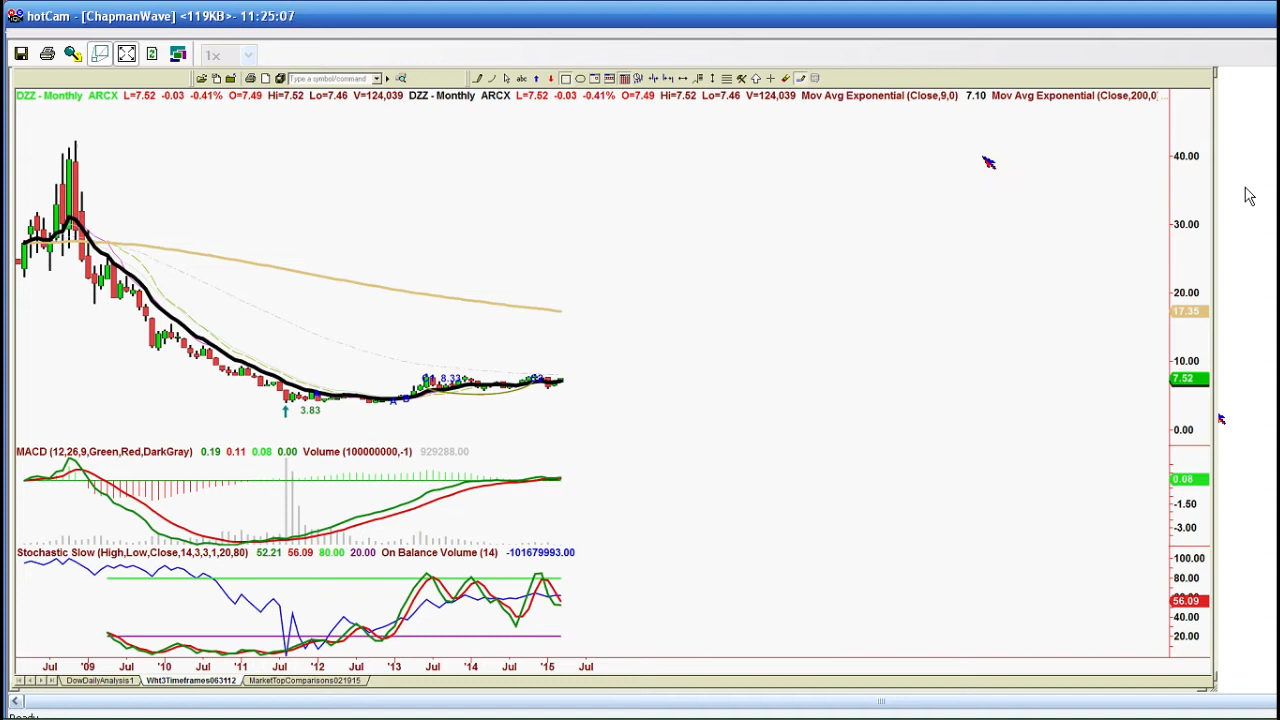 hotCam - [ChapmanWave] <119KB>- 11:25:07
1x
Type a symbol/command
abc
DZZ - Monthly ARCX L=7.52 -0.03 -0.41% O=7.49 Hi=7.52 Lo=7.46 V=124,039 DZZ - Monthly ARCX L=7.52 -0.03 -0.41% O=7.49 Hi=7.52 Lo=7.46 V=124,039 Mov Avg Exponential (Close,9,0) 7.10 Mov Avg Exponential (Close,200,0)
40.00
30.00
20.00
17.35
10.00
8.33
7.52
A
3.83
0.00
MACD (12,26,9,Green,Red,DarkGray) 0.19 0.11 0.08 0.00 Volume (100000000,-1) 929288.00
0.08
-1.50
-3.00
Stochastic Slow (High,Low,Close,14,3,3,1,20,80) 52.21 56.09 80.00 20.00 On Balance Volume (14) -101679993.00
100.00
80.00
56.09
40.00
20.00
Jul '09 Jul '10 Jul '11 Jul '12 Jul '13 Jul '14 Jul '15 Jul
DowDailyAnalysis1 Wht3Timeframes063112 MarketTopComparisons021915